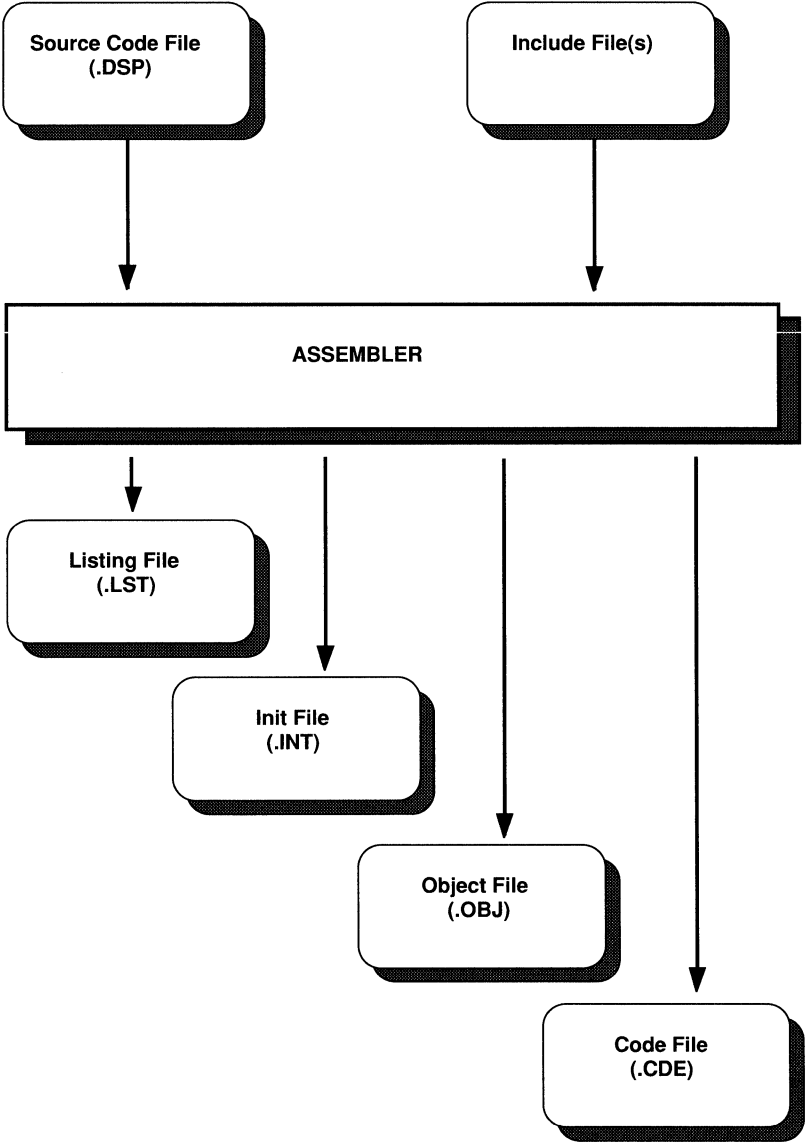 Source Code File
(.DSP)
Include File(s)
ASSEMBLER
Listing File
(.LST)
Init File
(.INT)
Object File
(.OBJ)
Code File
(.CDE)